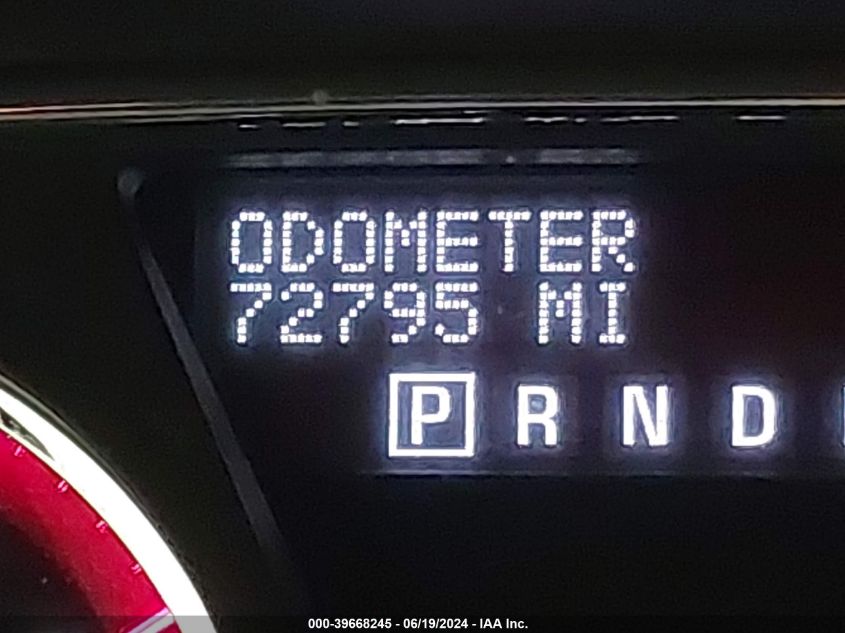 ODOMETER
72795 MI
P R N D
000-39668245 - 06/19/2024 - IAA Inc.